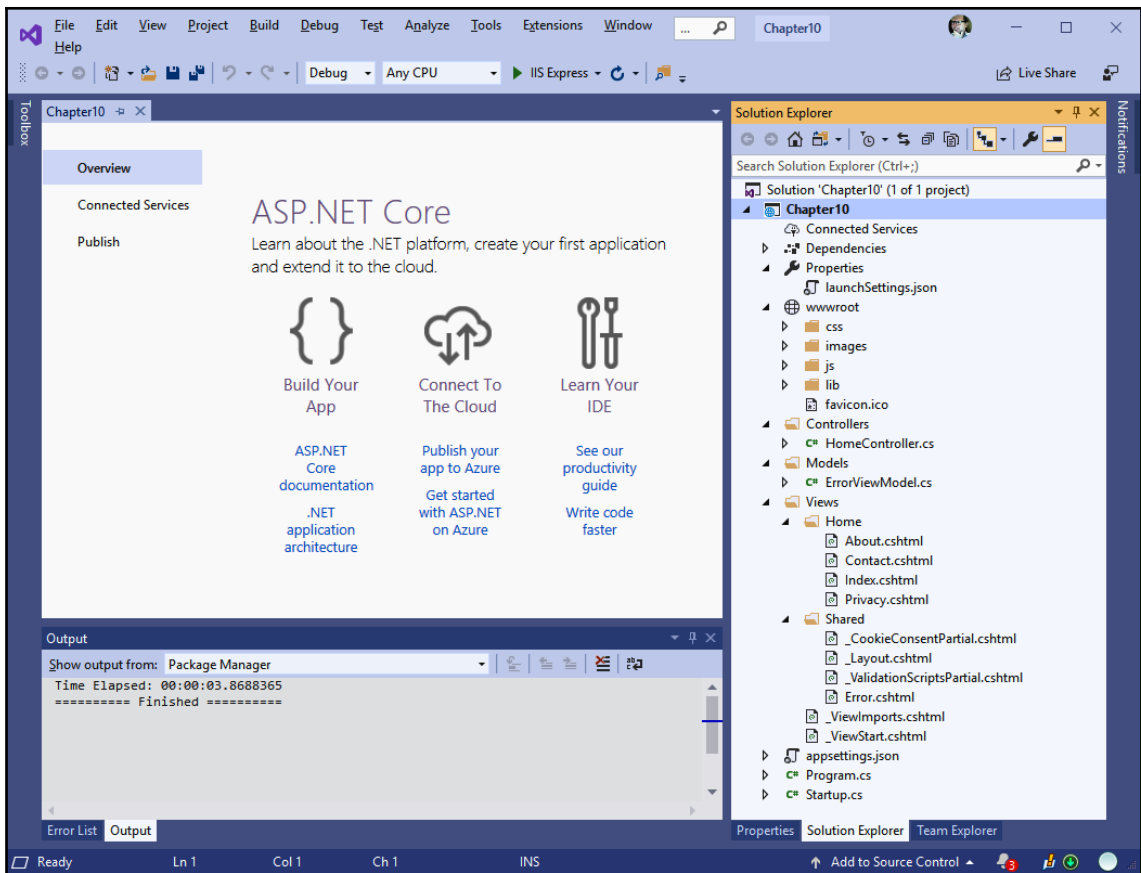 File Edit View Project Build Debug Test Analyze Tools Extensions Window ... Chapter10
Help
Debug Any CPU IIS Express Live Share
Toolbox
Chapter10
Overview
Connected Services
Publish
ASP.NET Core
Learn about the .NET platform, create your first application
and extend it to the cloud.
Build Your
App
Connect To
The Cloud
Learn Your
IDE
ASP.NET
Core
documentation
.NET
application
architecture
Publish your
app to Azure
Get started
with ASP.NET
on Azure
See our
productivity
guide
Write code
faster
Output
Show output from: Package Manager
Time Elapsed: 00:00:03.8688365
========== Finished ==========
Error List Output
Solution Explorer
Search Solution Explorer (Ctrl+;)
Solution 'Chapter10' (1 of 1 project)
Chapter10
Connected Services
Dependencies
Properties
launchSettings.json
wwwroot
css
images
js
lib
favicon.ico
Controllers
C# HomeController.cs
Models
C# ErrorViewModel.cs
Views
Home
About.cshtml
Contact.cshtml
Index.cshtml
Privacy.cshtml
Shared
_CookieConsentPartial.cshtml
_Layout.cshtml
_ValidationScriptsPartial.cshtml
Error.cshtml
_ViewImports.cshtml
_ViewStart.cshtml
appsettings.json
C# Program.cs
C# Startup.cs
Properties Solution Explorer Team Explorer
Notifications
Ready Ln 1 Col 1 Ch 1 INS Add to Source Control 3